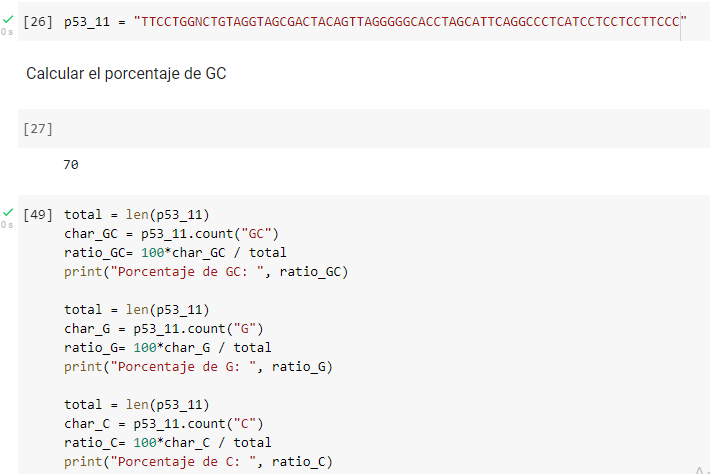 [26] p53_11 = "TTCCTGGNCTGTAGGTAGCGACTACAGTTAGGGGGCACCTAGCATTCAGGCCCTCATCCTCCTCCTTCCC"
0 s
Calcular el porcentaje de GC
[27]
70
[49] total = len(p53_11)
0 s
char_GC = p53_11.count("GC")
ratio_GC= 100*char_GC / total
print("Porcentaje de GC: ", ratio_GC)
total = len(p53_11)
char_G = p53_11.count("G")
ratio_G= 100*char_G / total
print("Porcentaje de G: ", ratio_G)
total = len(p53_11)
char_C = p53_11.count("C")
ratio_C= 100*char_C / total
print("Porcentaje de C: ", ratio_C)